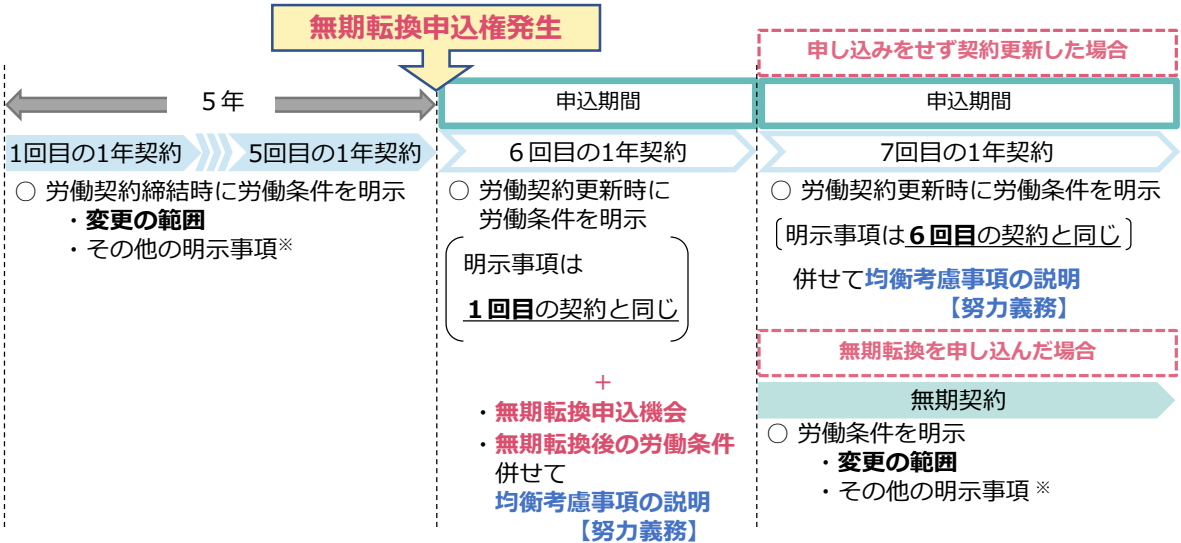 無期転換申込権発生
5年
1回目の1年契約
5回目の1年契約
○ 労働契約締結時に労働条件を明示
・変更の範囲
・その他の明示事項※
申込期間
６回目の1年契約
○ 労働契約更新時に
労働条件を明示
明示事項は
１回目の契約と同じ
+
・無期転換申込機会
・無期転換後の労働条件
併せて
均衡考慮事項の説明
【努力義務】
申し込みをせず契約更新した場合
申込期間
7回目の1年契約
○ 労働契約更新時に労働条件を明示
〔明示事項は６回目の契約と同じ〕
併せて均衡考慮事項の説明
【努力義務】
無期転換を申し込んだ場合
無期契約
○ 労働条件を明示
・変更の範囲
・その他の明示事項※